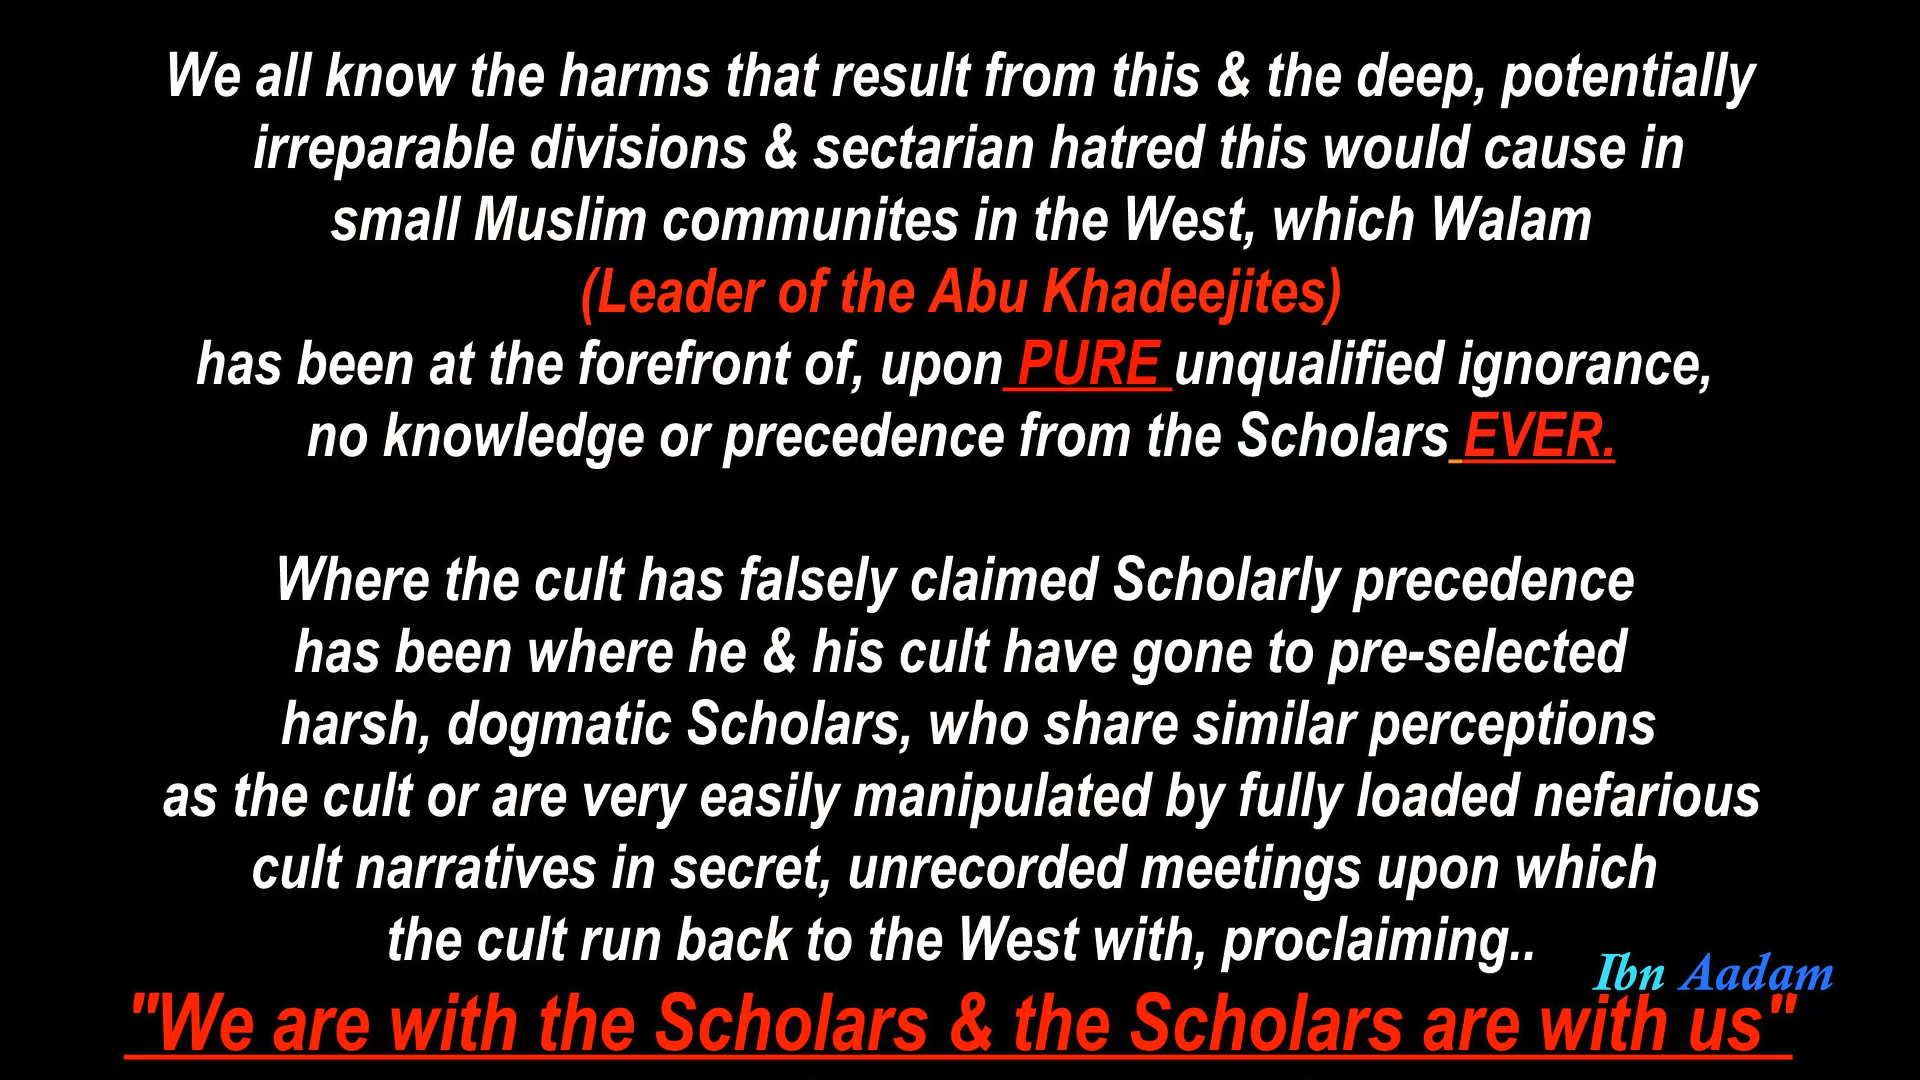 We all know the harms that result from this & the deep, potentially
irreparable divisions & sectarian hatred this would cause in
small Muslim communites in the West, which Walam
(Leader of the Abu Khadeejites)
has been at the forefront of, upon PURE unqualified ignorance,
no knowledge or precedence from the Scholars EVER.
Where the cult has falsely claimed Scholarly precedence
has been where he & his cult have gone to pre-selected
harsh, dogmatic Scholars, who share similar perceptions
as the cult or are very easily manipulated by fully loaded nefarious
cult narratives in secret, unrecorded meetings upon which
the cult run back to the West with, proclaiming..
Ibn Aadam
"We are with the Scholars & the Scholars are with us"